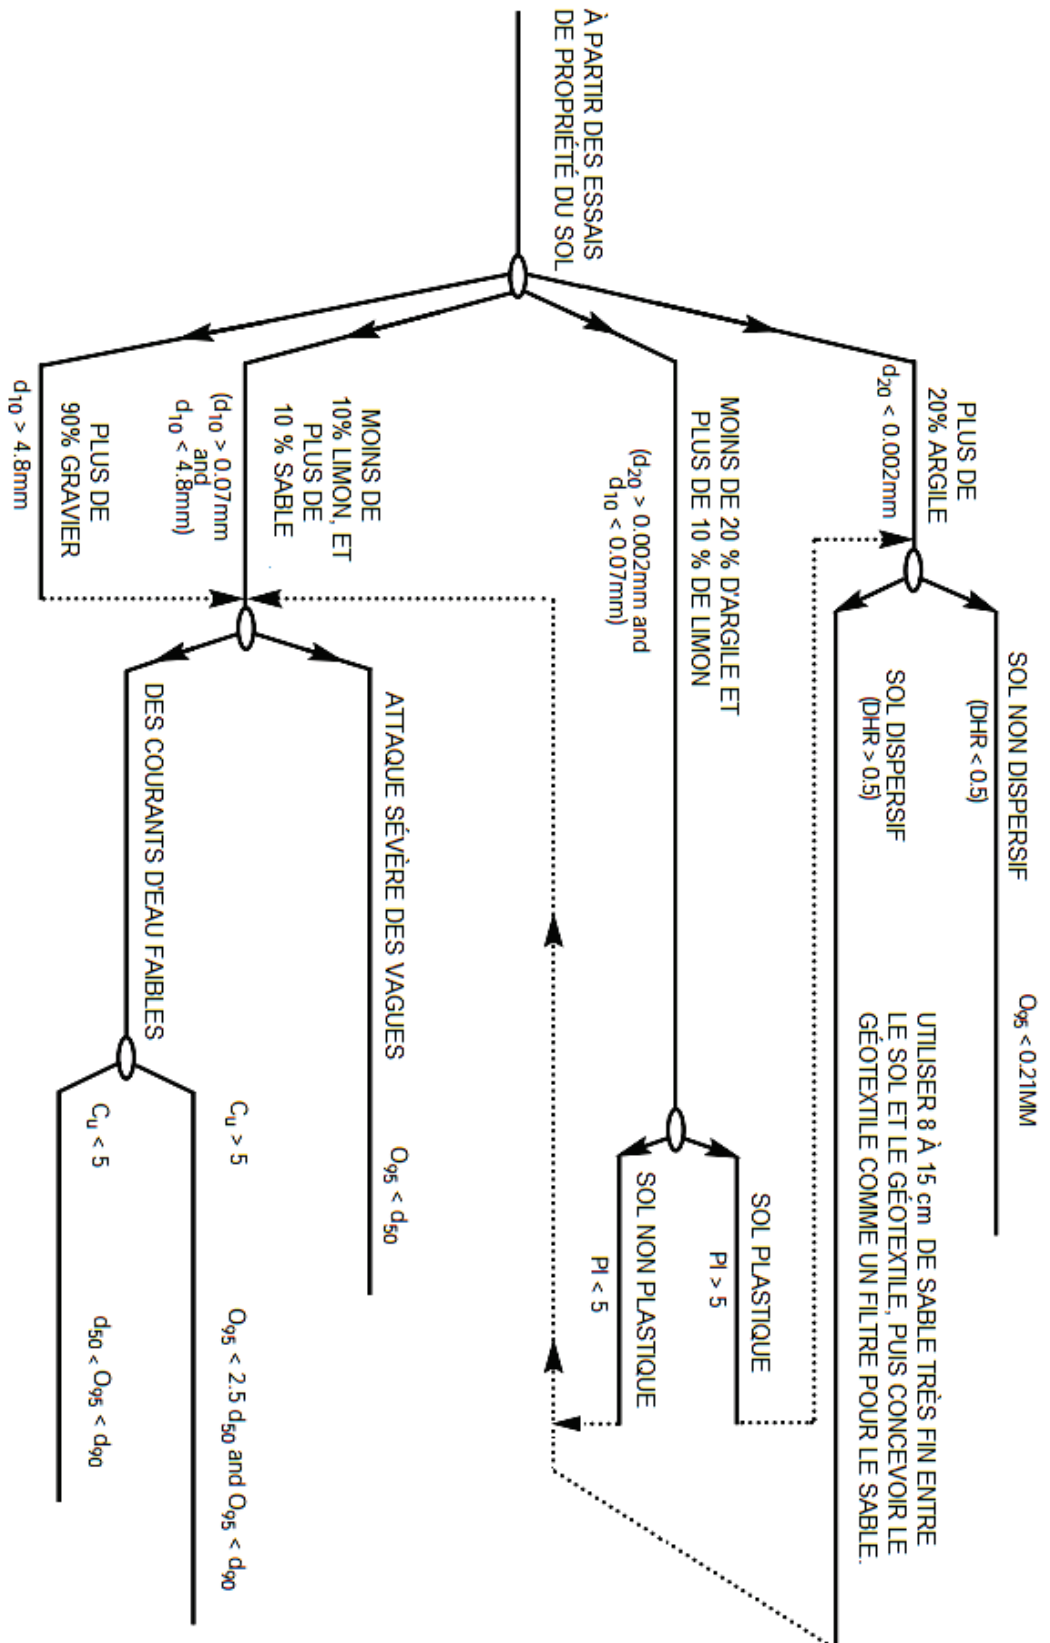 À PARTIR DES ESSAIS
DE PROPRIÉTÉ DU SOL
PLUS DE
20% ARGILE
d20 < 0.002mm
SOL NON DISPERSIF
(DHR < 0.5)
O95 < 0.21MM
SOL DISPERSIF
(DHR > 0.5)
UTILISER 8 À 15 cm DE SABLE TRÈS FIN ENTRE
LE SOL ET LE GÉOTEXTILE, PUIS CONCEVOIR LE
GÉOTEXTILE COMME UN FILTRE POUR LE SABLE.
MOINS DE 20 % D'ARGILE ET
PLUS DE 10 % DE LIMON
(d20 > 0.002mm and
d10 < 0.07mm)
SOL PLASTIQUE
PI > 5
SOL NON PLASTIQUE
PI < 5
MOINS DE
10% LIMON, ET
PLUS DE
10 % SABLE
(d10 > 0.07mm
and
d10 < 4.8mm)
ATTAQUE SÉVÈRE DES VAGUES
O95 < d50
DES COURANTS D'EAU FAIBLES
Cu > 5
O95 < 2.5 d50 and O95 < d90
Cu < 5
d50 < O95 < d90
PLUS DE
90% GRAVIER
d10 > 4.8mm